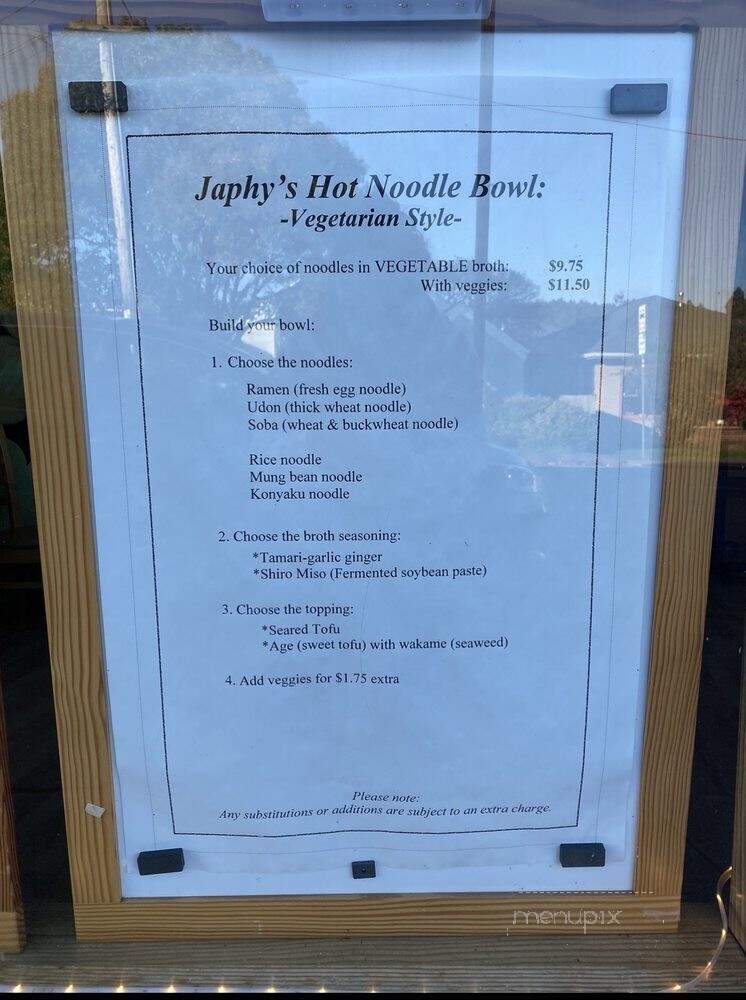 Japhy's Hot Noodle Bowl:
-Vegetarian Style-
Your choice of noodles in VEGETABLE broth: $9.75
With veggies: $11.50
Build your bowl:
1. Choose the noodles:
Ramen (fresh egg noodle)
Udon (thick wheat noodle)
Soba (wheat & buckwheat noodle)
Rice noodle
Mung bean noodle
Konyaku noodle
2. Choose the broth seasoning:
*Tamari-garlic ginger
*Shiro Miso (Fermented soybean paste)
3. Choose the topping:
*Seared Tofu
*Age (sweet tofu) with wakame (seaweed)
4. Add veggies for $1.75 extra
Please note:
Any substitutions or additions are subject to an extra charge.
menupix